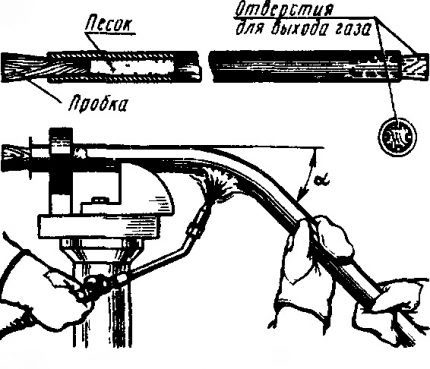 Песок
Отверстия
для выхода газа
Пробка
α